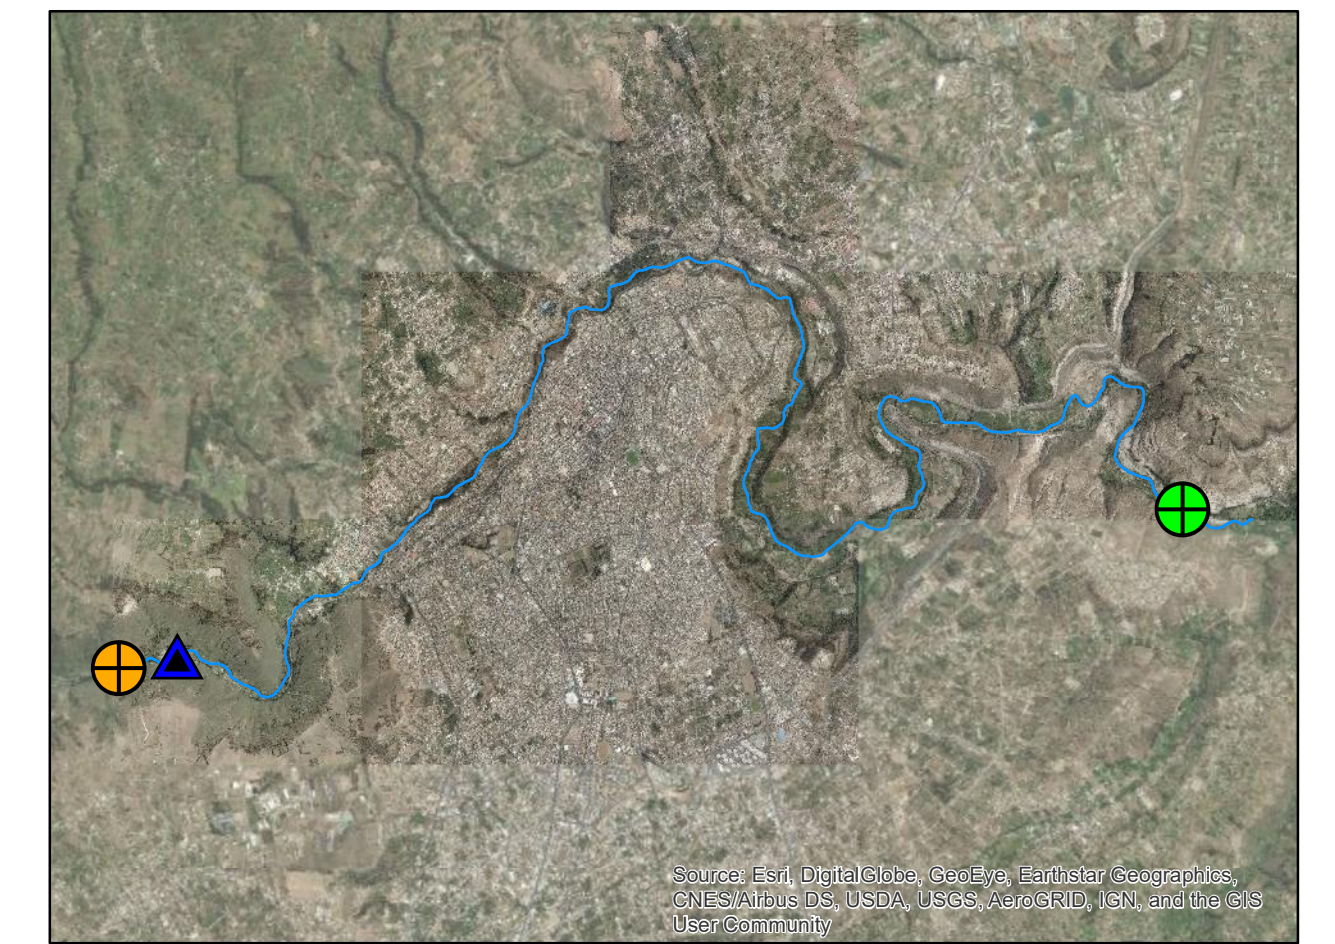 Source: Esri, DigitalGlobe, GeoEye, Earthstar Geographics,
CNES/Airbus DS, USDA, USGS, AeroGRID, IGN, and the GIS
User Community